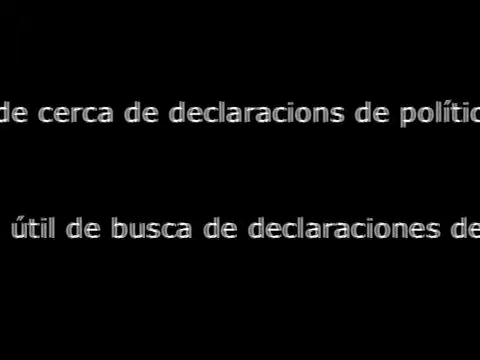 de cerca de declaracions de polític
útil de busca de declaraciones de